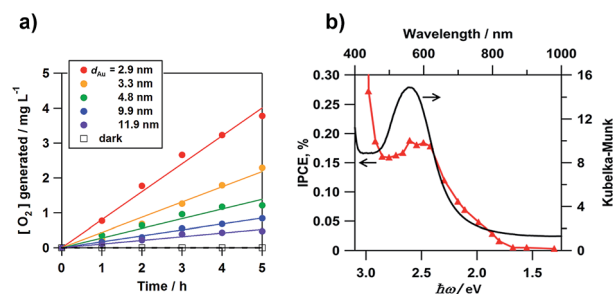 a)
[ O2 ] generated / mg L-1
5
4
3
2
1
0
dAu = 2.9 nm
3.3 nm
4.8 nm
9.9 nm
11.9 nm
dark
0 1 2 3 4 5
Time / h
b)
Wavelength / nm
400 500 600 800 1000
IPCE, %
0.30
0.25
0.20
0.15
0.10
0.05
0
16
12
8
4
0
Kubelka-Munk
3.0 2.5 2.0 1.5
ħω/eV